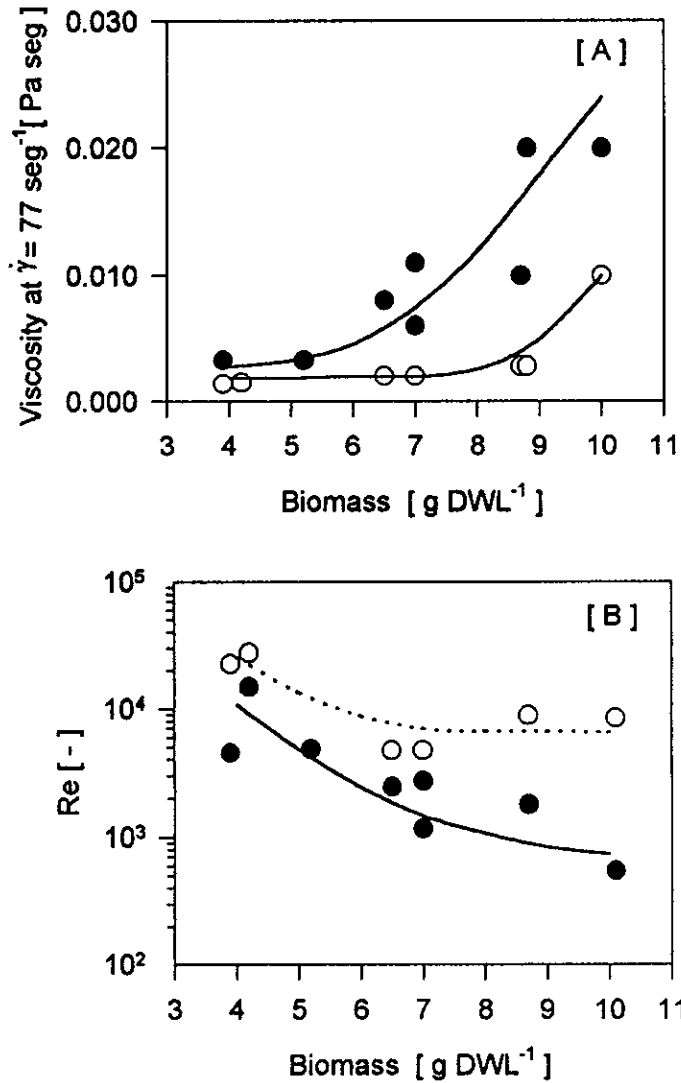 [ A ]
Viscosity at γ̇ = 77 seg⁻¹ [ Pa seg]
0.030
0.020
0.010
0.000
3 4 5 6 7 8 9 10 11
Biomass [ g DWL⁻¹ ]
[ B ]
Re [ - ]
10⁵
10⁴
10³
10²
3 4 5 6 7 8 9 10 11
Biomass [ g DWL⁻¹ ]